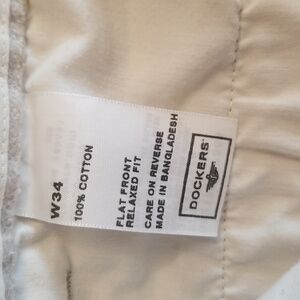 W34
100% COTTON
FLAT FRONT
RELAXED FIT
CARE ON REVERSE
MADE IN BANGLADESH
DOCKERS